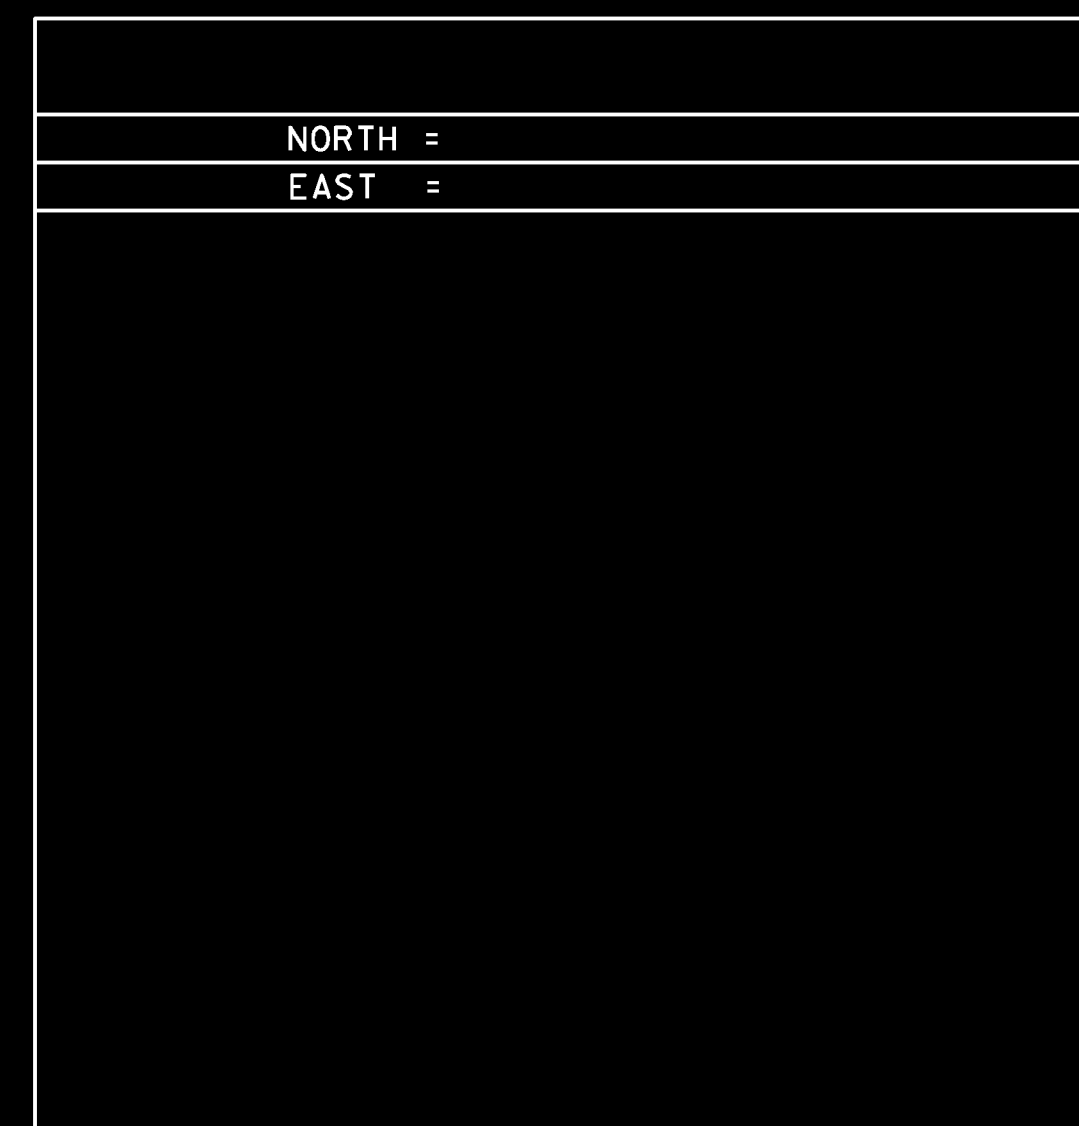 NORTH =
EAST =